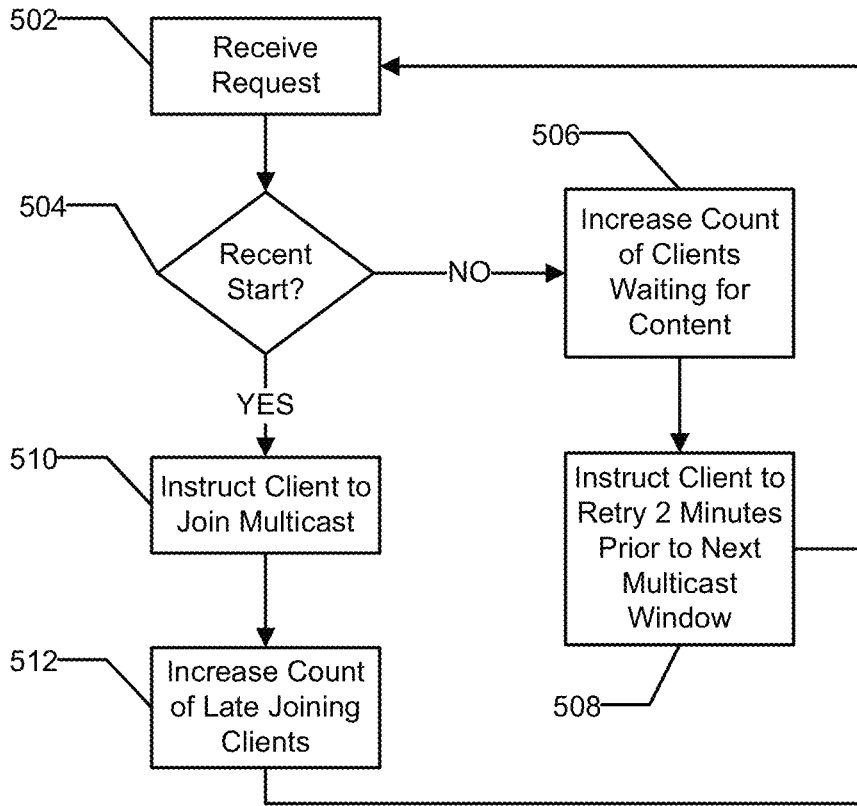 502
Receive
Request
504
Recent
Start?
NO
506
Increase Count
of Clients
Waiting for
Content
YES
510
Instruct Client to
Join Multicast
Instruct Client to
Retry 2 Minutes
Prior to Next
Multicast
Window
508
512
Increase Count
of Late Joining
Clients